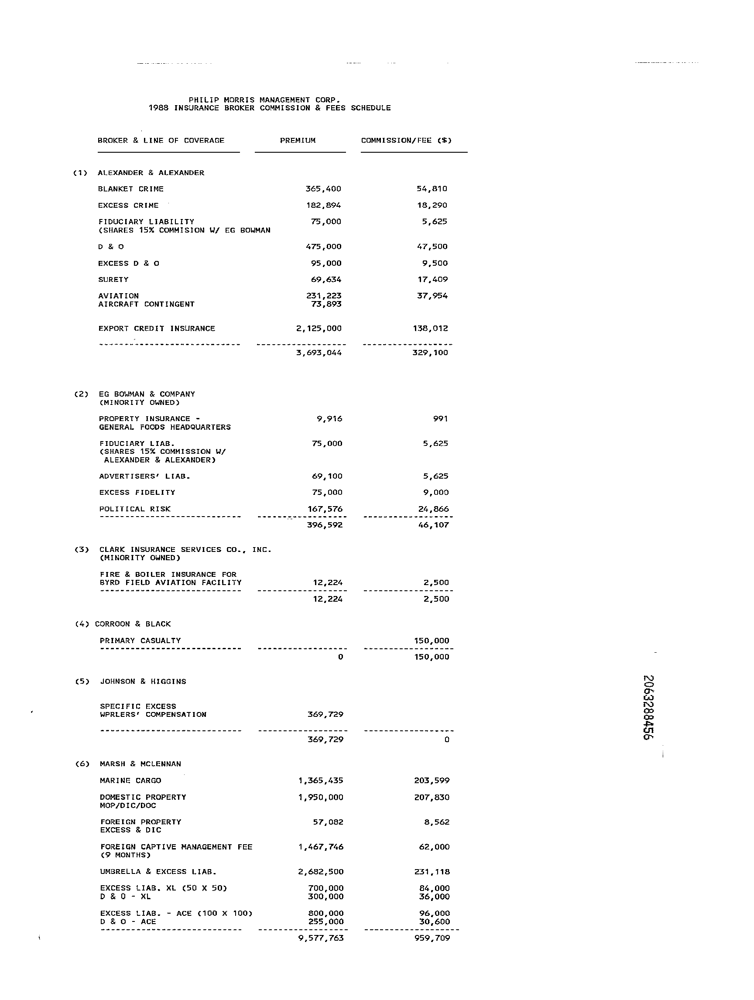 PHILIP MORRIS MANAGEMENT CORP.
1988 INSURANCE BROKER COMMISSION & FEES SCHEDULE
BROKER & LINE OF COVERAGE PREMIUM COMMISSION/FEE ($)
(1) ALEXANDER & ALEXANDER
BLANKET CRIME 365,400 54,810
EXCESS CRIME 182,894 18,290
FIDUCIARY LIABILITY 75,000 5,625
(SHARES 15% COMMISION W/ EG BOWMAN
D & O 475,000 47,500
EXCESS D & O 95,000 9,500
SURETY 69,634 17,409
AVIATION 231,223 37,954
AIRCRAFT CONTINGENT 73,893
EXPORT CREDIT INSURANCE 2,125,000 138,012
3,693,044 329,100
(2) EG BOWMAN & COMPANY
(MINORITY OWNED)
PROPERTY INSURANCE - 9,916 991
GENERAL FOODS HEADQUARTERS
FIDUCIARY LIAB. 75,000 5,625
(SHARES 15% COMMISSION W/
ALEXANDER & ALEXANDER)
ADVERTISERS' LIAB. 69,100 5,625
EXCESS FIDELITY 75,000 9,000
POLITICAL RISK 167,576 24,866
396,592 46,107
(3) CLARK INSURANCE SERVICES CO., INC.
(MINORITY OWNED)
FIRE & BOILER INSURANCE FOR
BYRD FIELD AVIATION FACILITY 12,224 2,500
12,224 2,500
(4) CORROON & BLACK
PRIMARY CASUALTY 150,000
0 150,000
(5) JOHNSON & HIGGINS
SPECIFIC EXCESS
WPRLERS' COMPENSATION 369,729
369,729 0
(6) MARSH & MCLENNAN
MARINE CARGO 1,365,435 203,599
DOMESTIC PROPERTY 1,950,000 207,830
MOP/DIC/DOC
FOREIGN PROPERTY 57,082 8,562
EXCESS & DIC
FOREIGN CAPTIVE MANAGEMENT FEE 1,467,746 62,000
(9 MONTHS)
UMBRELLA & EXCESS LIAB. 2,682,500 231,118
EXCESS LIAB. XL (50 X 50) 700,000 84,000
D & O - XL 300,000 36,000
EXCESS LIAB. - ACE (100 X 100) 800,000 96,000
D & O - ACE 255,000 30,600
9,577,763 959,709
2063288456